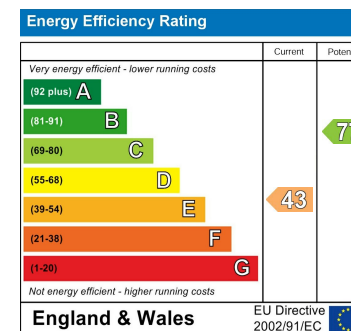 Energy Efficiency Rating
Current
Very energy efficient - lower running costs
(92 plus) A
(81-91) B
(69-80) C
(55-68) D
(39-54) E
43
(21-38) F
(1-20) G
Not energy efficient - higher running costs
England & Wales
EU Directive
2002/91/EC